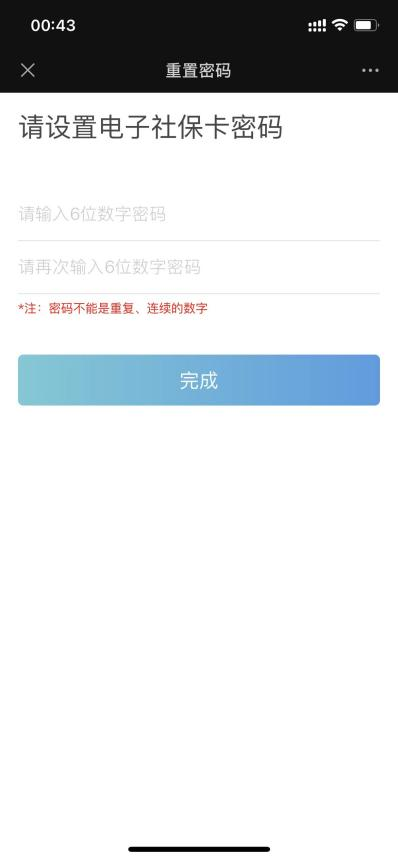 00:43
重置密码
请设置电子社保卡密码
请输入6位数字密码
请再次输入6位数字密码
*注：密码不能是重复、连续的数字
完成